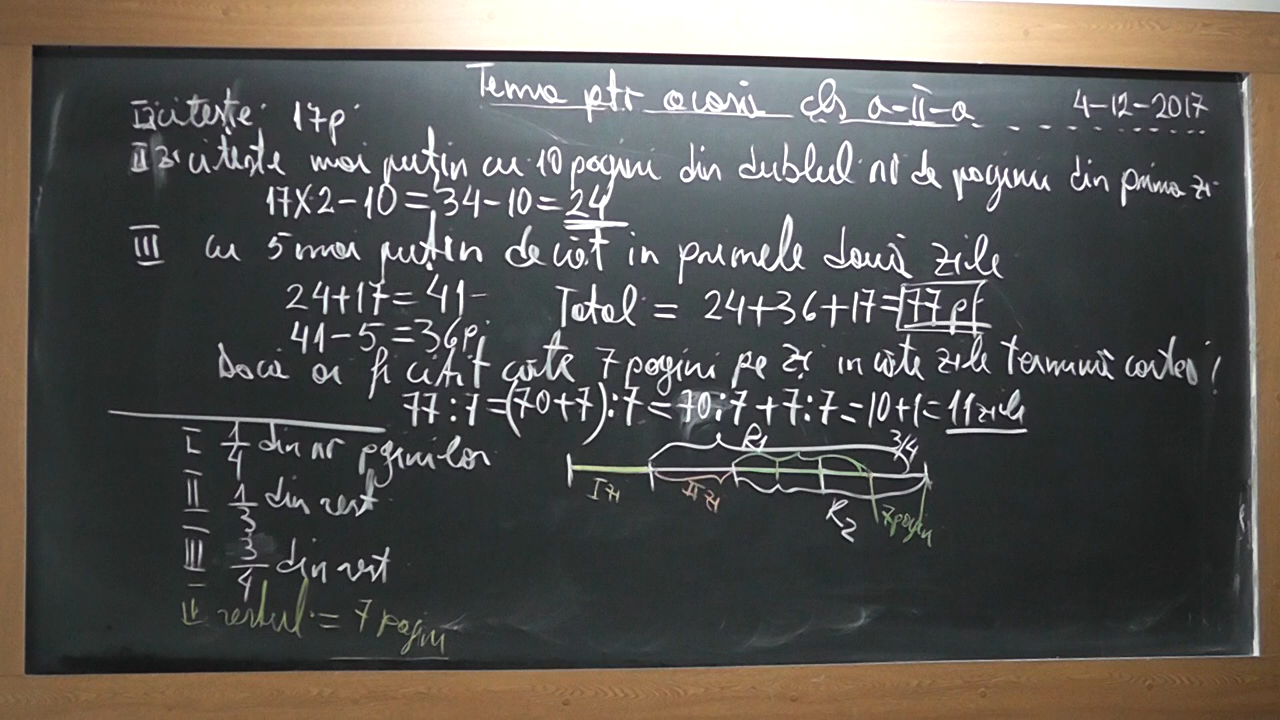 Tema ptr acasă cls a-II-a 4-12-2017
I citește 17p
II zi citește mai puțin cu 10 pagini din dublul nr de pagini din prima zi
17×2-10=34-10=24
III cu 5 mai puțin decât în primele două zile
24+17=41
41-5=36p
Total = 24+36+17=77p
Dacă ar fi citit câte 7 pagini pe zi în câte zile termină cartea?
77:7=(70+7):7=70:7+7:7=10+1=11 zile
I 1/4 din nr paginilor
II 1/3 din rest
III 3/4 din rest
IV restul = 7 pagini
R1 3/4
I zi II zi
R2 7 pagini